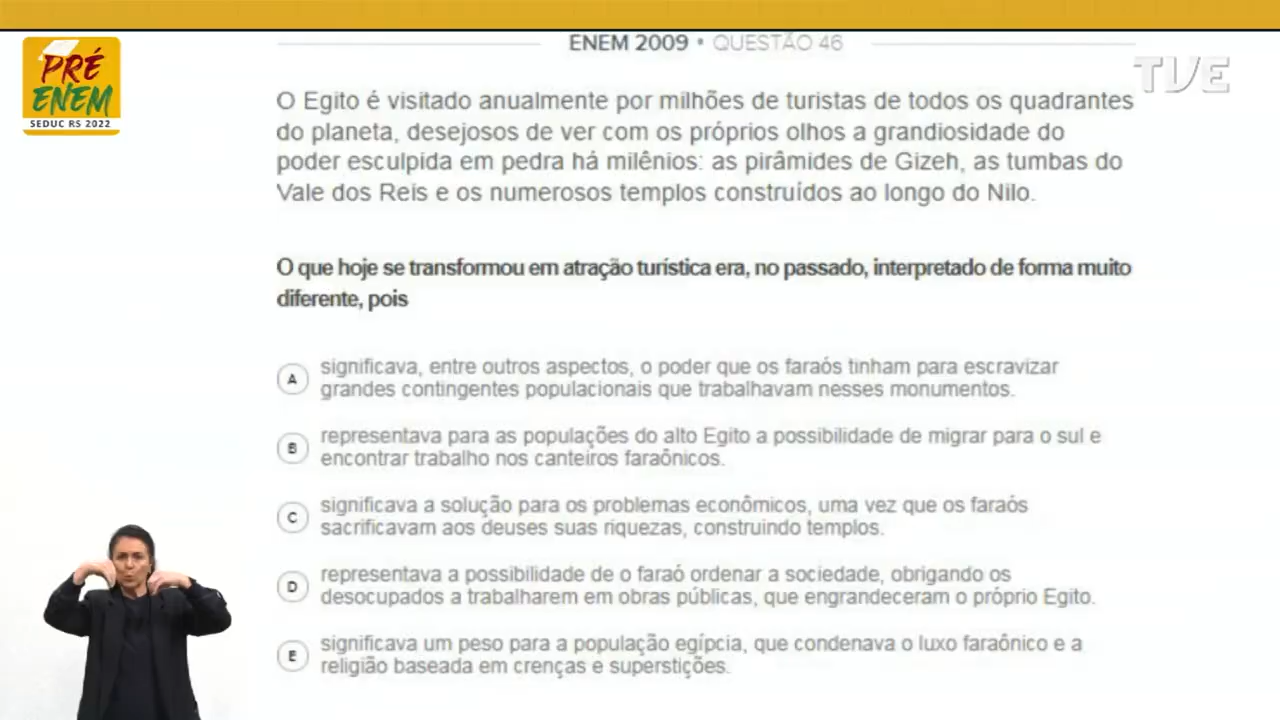 PRÉ
ENEM
SEDUC RS 2022
ENEM 2009 • QUESTÃO 46
TVE
O Egito é visitado anualmente por milhões de turistas de todos os quadrantes
do planeta, desejosos de ver com os próprios olhos a grandiosidade do
poder esculpida em pedra há milênios: as pirâmides de Gizeh, as tumbas do
Vale dos Reis e os numerosos templos construídos ao longo do Nilo.
O que hoje se transformou em atração turística era, no passado, interpretado de forma muito
diferente, pois
A significava, entre outros aspectos, o poder que os faraós tinham para escravizar
grandes contingentes populacionais que trabalhavam nesses monumentos.
B representava para as populações do alto Egito a possibilidade de migrar para o sul e
encontrar trabalho nos canteiros faraônicos.
C significava a solução para os problemas econômicos, uma vez que os faraós
sacrificavam aos deuses suas riquezas, construindo templos.
D representava a possibilidade de o faraó ordenar a sociedade, obrigando os
desocupados a trabalharem em obras públicas, que engrandeceram o próprio Egito.
E significava um peso para a população egípcia, que condenava o luxo faraônico e a
religião baseada em crenças e superstições.